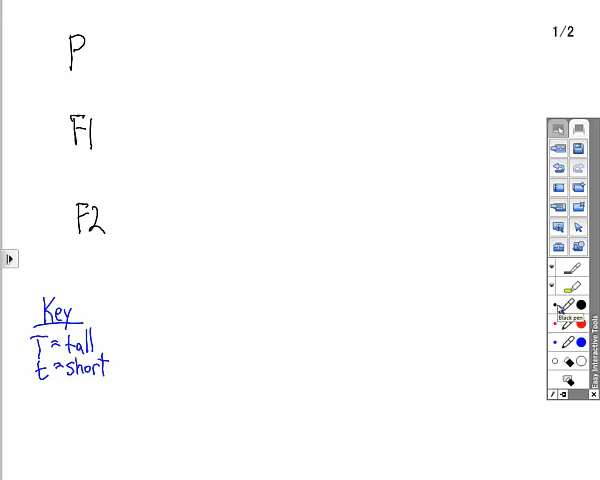 P
1/2
F1
F2
Key
T = tall
t = short
Black pen
Easy Interactive Tools